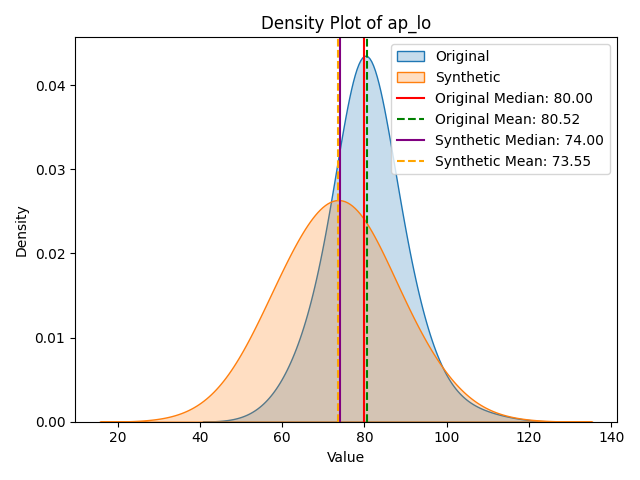 Density Plot of ap_lo
Original
Synthetic
Original Median: 80.00
Original Mean: 80.52
Synthetic Median: 74.00
Synthetic Mean: 73.55
Density
0.04
0.03
0.02
0.01
0.00
20 40 60 80 100 120 140
Value